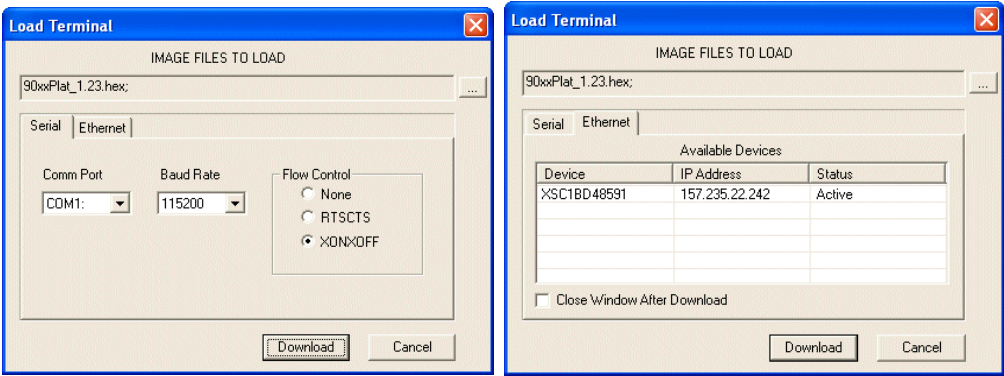 Load Terminal
IMAGE FILES TO LOAD
90xxPlat_1.23.hex;
...
Serial Ethernet
Comm Port Baud Rate Flow Control
COM1: 115200
None
RTSCTS
XONXOFF
Download Cancel
Load Terminal
IMAGE FILES TO LOAD
90xxPlat_1.23.hex;
...
Serial Ethernet
Available Devices
Device IP Address Status
XSC1BD48591 157.235.22.242 Active
Close Window After Download
Download Cancel